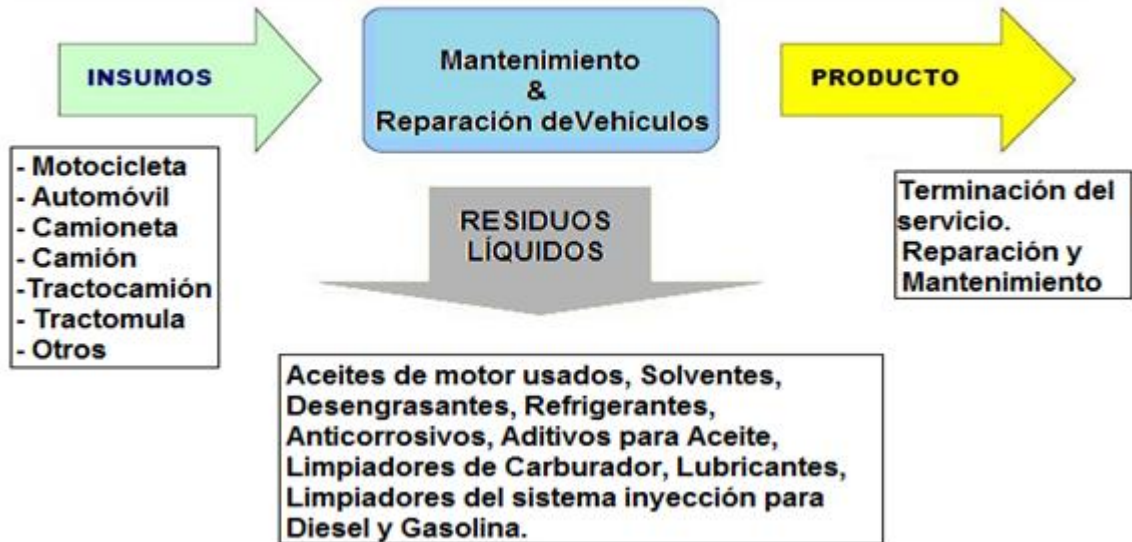 INSUMOS
Mantenimiento
&
Reparación deVehículos
PRODUCTO
- Motocicleta
- Automóvil
- Camioneta
- Camión
-Tractocamión
- Tractomula
- Otros
RESIDUOS
LÍQUIDOS
Terminación del
servicio.
Reparación y
Mantenimiento
Aceites de motor usados, Solventes,
Desengrasantes, Refrigerantes,
Anticorrosivos, Aditivos para Aceite,
Limpiadores de Carburador, Lubricantes,
Limpiadores del sistema inyección para
Diesel y Gasolina.